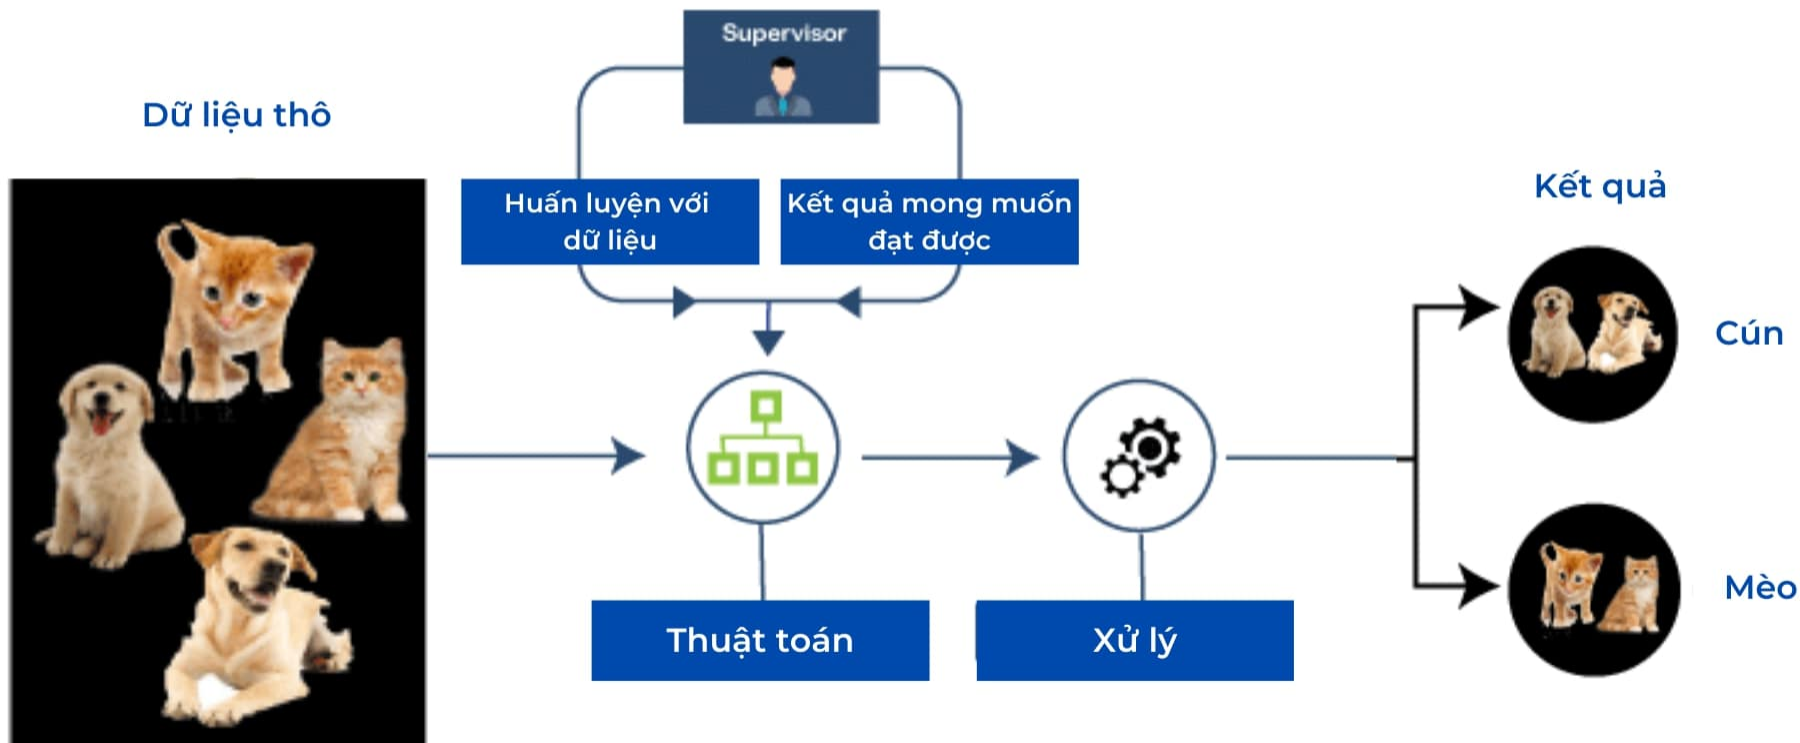 Supervisor
Dữ liệu thô
Huấn luyện với
dữ liệu
Kết quả mong muốn
đạt được
Kết quả
Cún
Mèo
Thuật toán
Xử lý